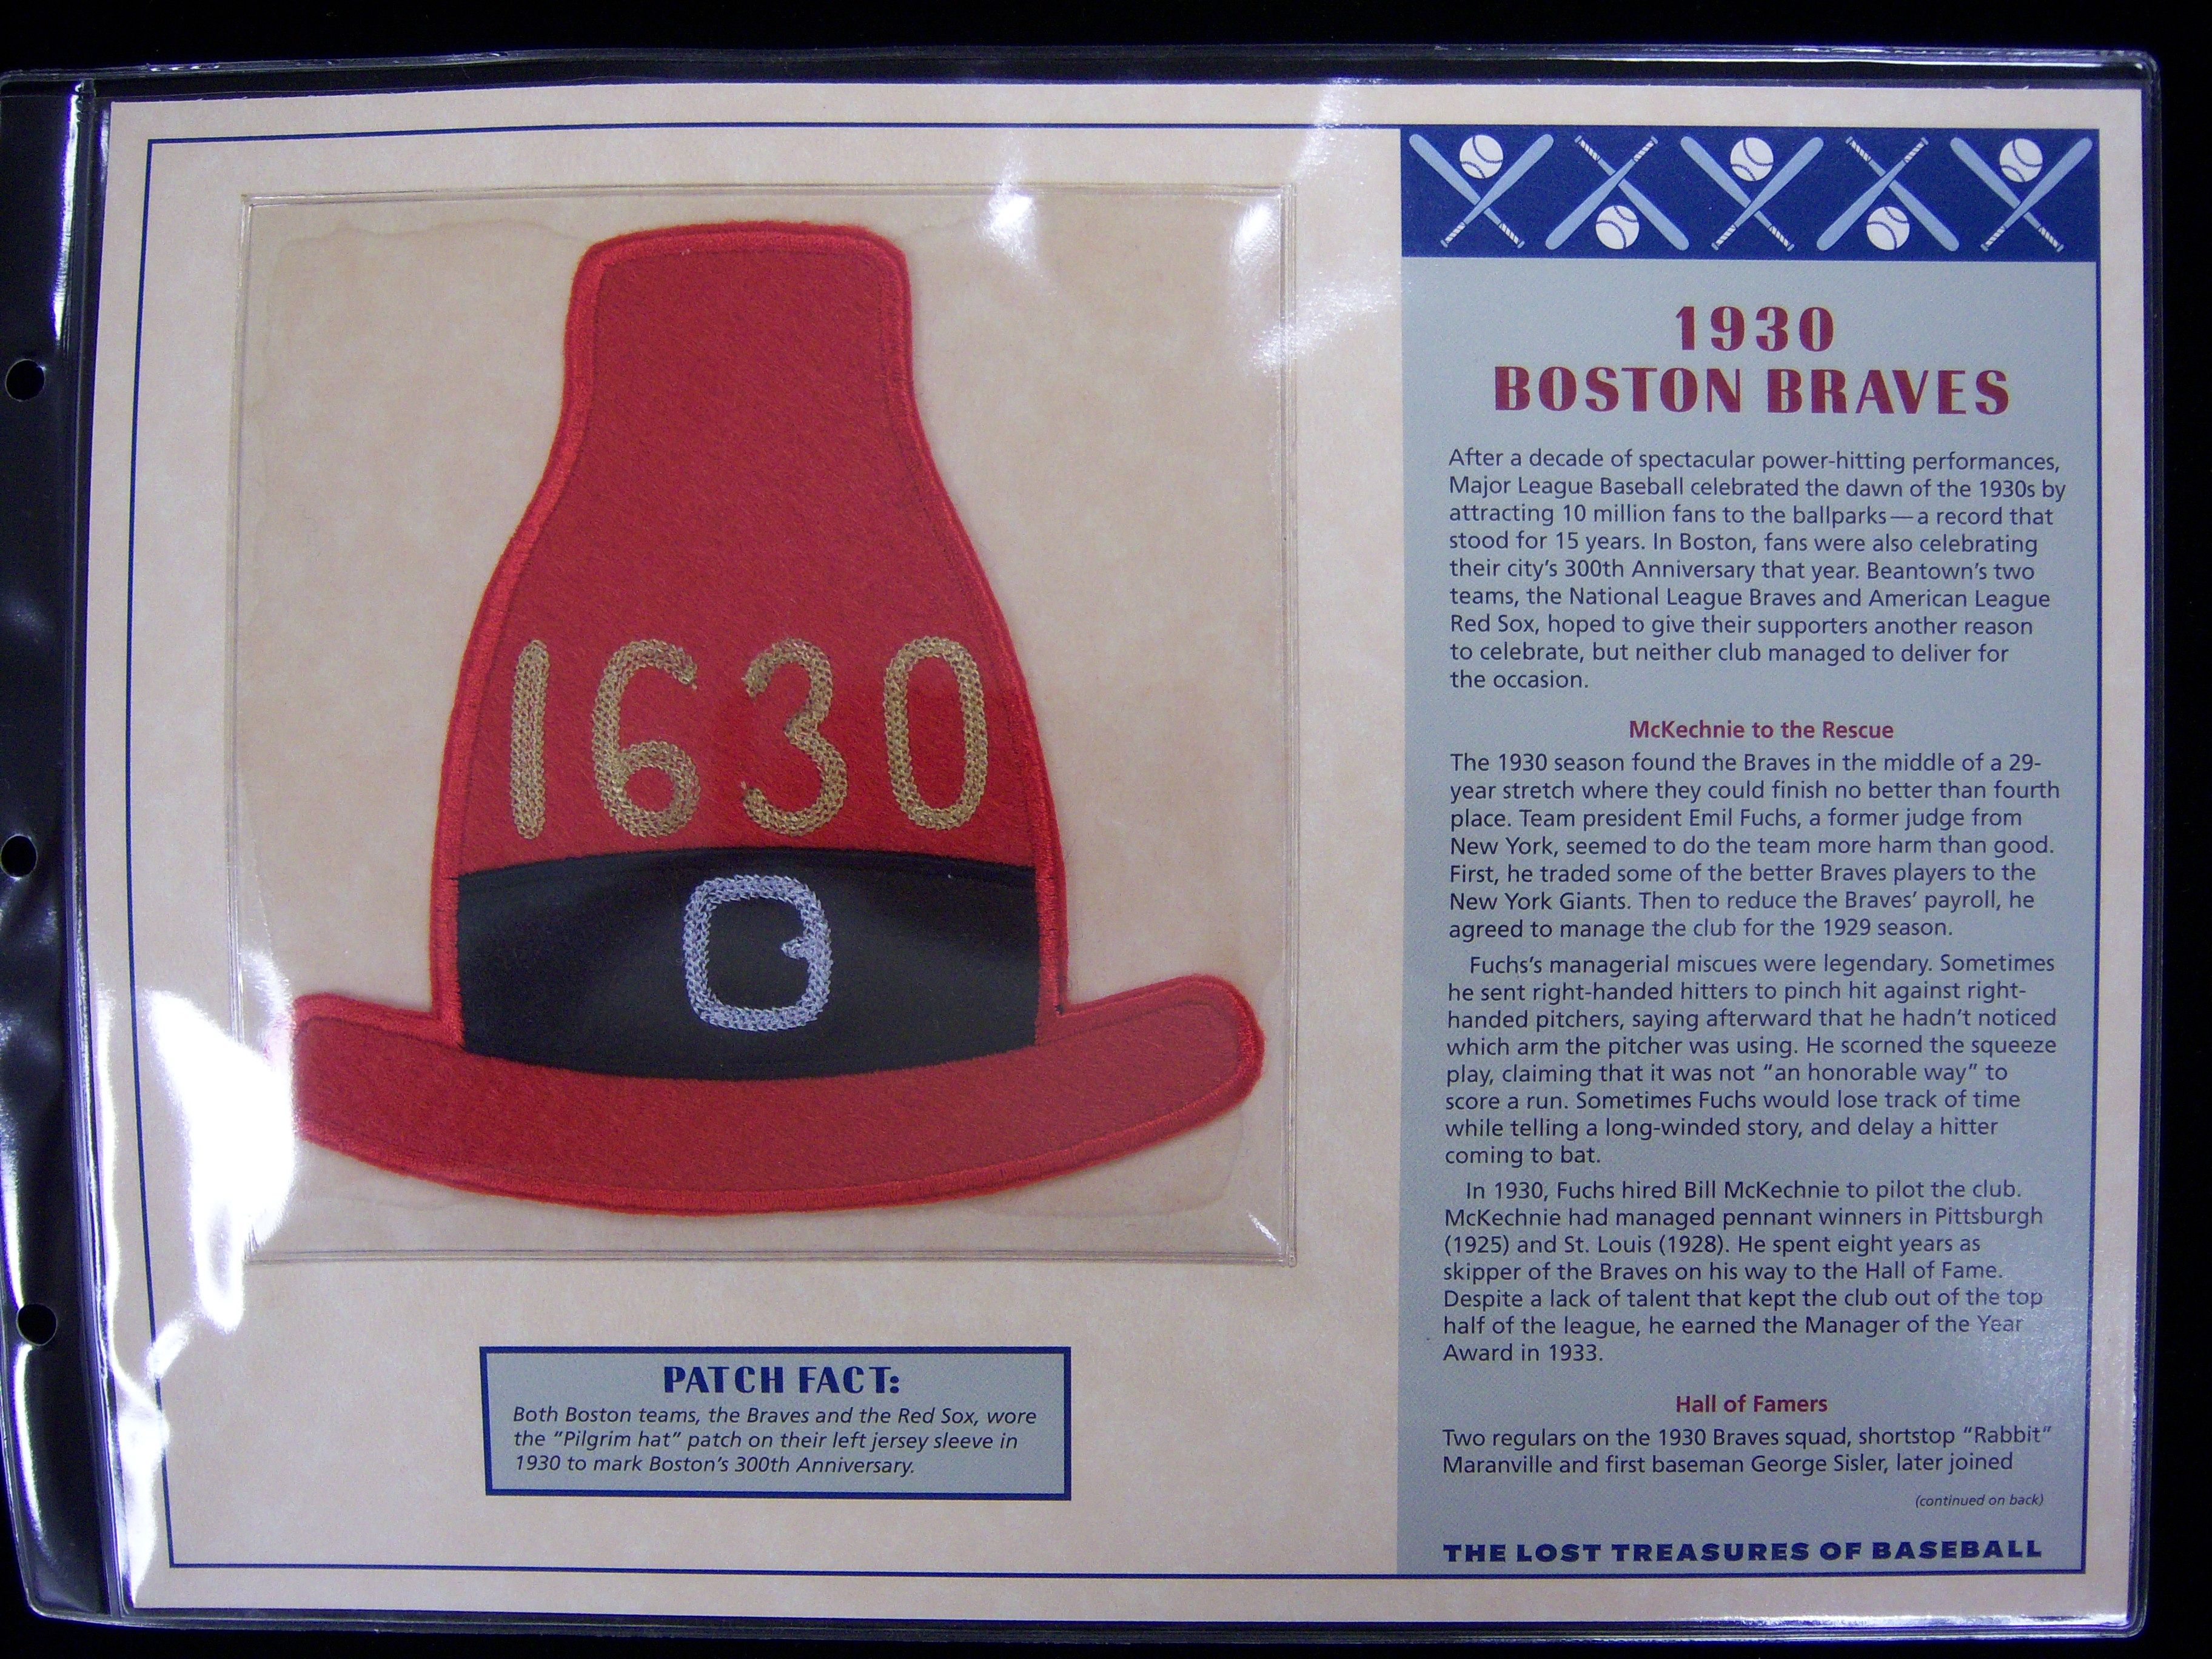 1630
PATCH FACT:
Both Boston teams, the Braves and the Red Sox, wore
the "Pilgrim hat" patch on their left jersey sleeve in
1930 to mark Boston's 300th Anniversary.
1930
BOSTON BRAVES
After a decade of spectacular power-hitting performances,
Major League Baseball celebrated the dawn of the 1930s by
attracting 10 million fans to the ballparks—a record that
stood for 15 years. In Boston, fans were also celebrating
their city's 300th Anniversary that year. Beantown's two
teams, the National League Braves and American League
Red Sox, hoped to give their supporters another reason
to celebrate, but neither club managed to deliver for
the occasion.
McKechnie to the Rescue
The 1930 season found the Braves in the middle of a 29-
year stretch where they could finish no better than fourth
place. Team president Emil Fuchs, a former judge from
New York, seemed to do the team more harm than good.
First, he traded some of the better Braves players to the
New York Giants. Then to reduce the Braves' payroll, he
agreed to manage the club for the 1929 season.
Fuchs's managerial miscues were legendary. Sometimes
he sent right-handed hitters to pinch hit against right-
handed pitchers, saying afterward that he hadn't noticed
which arm the pitcher was using. He scorned the squeeze
play, claiming that it was not "an honorable way" to
score a run. Sometimes Fuchs would lose track of time
while telling a long-winded story, and delay a hitter
coming to bat.
In 1930, Fuchs hired Bill McKechnie to pilot the club.
McKechnie had managed pennant winners in Pittsburgh
(1925) and St. Louis (1928). He spent eight years as
skipper of the Braves on his way to the Hall of Fame.
Despite a lack of talent that kept the club out of the top
half of the league, he earned the Manager of the Year
Award in 1933.
Hall of Famers
Two regulars on the 1930 Braves squad, shortstop "Rabbit"
Maranville and first baseman George Sisler, later joined
(continued on back)
THE LOST TREASURES OF BASEBALL